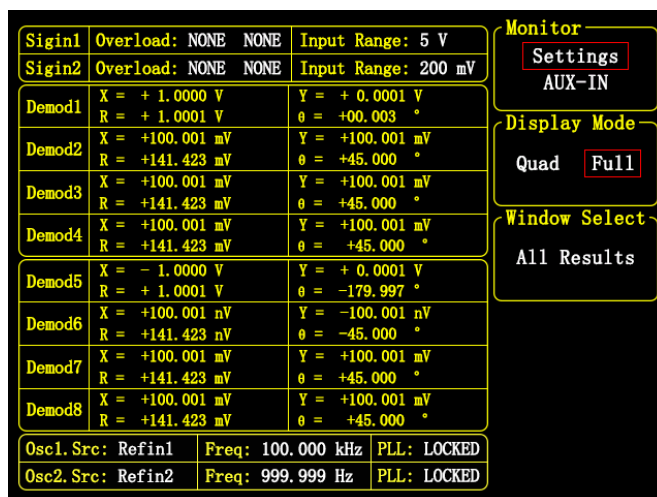 Sigin1 Overload: NONE NONE Input Range: 5 V
Sigin2 Overload: NONE NONE Input Range: 200 mV
Demod1 X = + 1.0000 V Y = + 0.0001 V
R = + 1.0001 V θ = +00.003 °
Demod2 X = +100.001 mV Y = +100.001 mV
R = +141.423 mV θ = +45.000 °
Demod3 X = +100.001 mV Y = +100.001 mV
R = +141.423 mV θ = +45.000 °
Demod4 X = +100.001 mV Y = +100.001 mV
R = +141.423 mV θ = +45.000 °
Demod5 X = − 1.0000 V Y = + 0.0001 V
R = + 1.0001 V θ = −179.997 °
Demod6 X = +100.001 nV Y = −100.001 nV
R = +141.423 nV θ = −45.000 °
Demod7 X = +100.001 mV Y = +100.001 mV
R = +141.423 mV θ = +45.000 °
Demod8 X = +100.001 mV Y = +100.001 mV
R = +141.423 mV θ = +45.000 °
Osc1.Src: Refin1 Freq: 100.000 kHz PLL: LOCKED
Osc2.Src: Refin2 Freq: 999.999 Hz PLL: LOCKED
Monitor
Settings
AUX-IN
Display Mode
Quad Full
Window Select
All Results